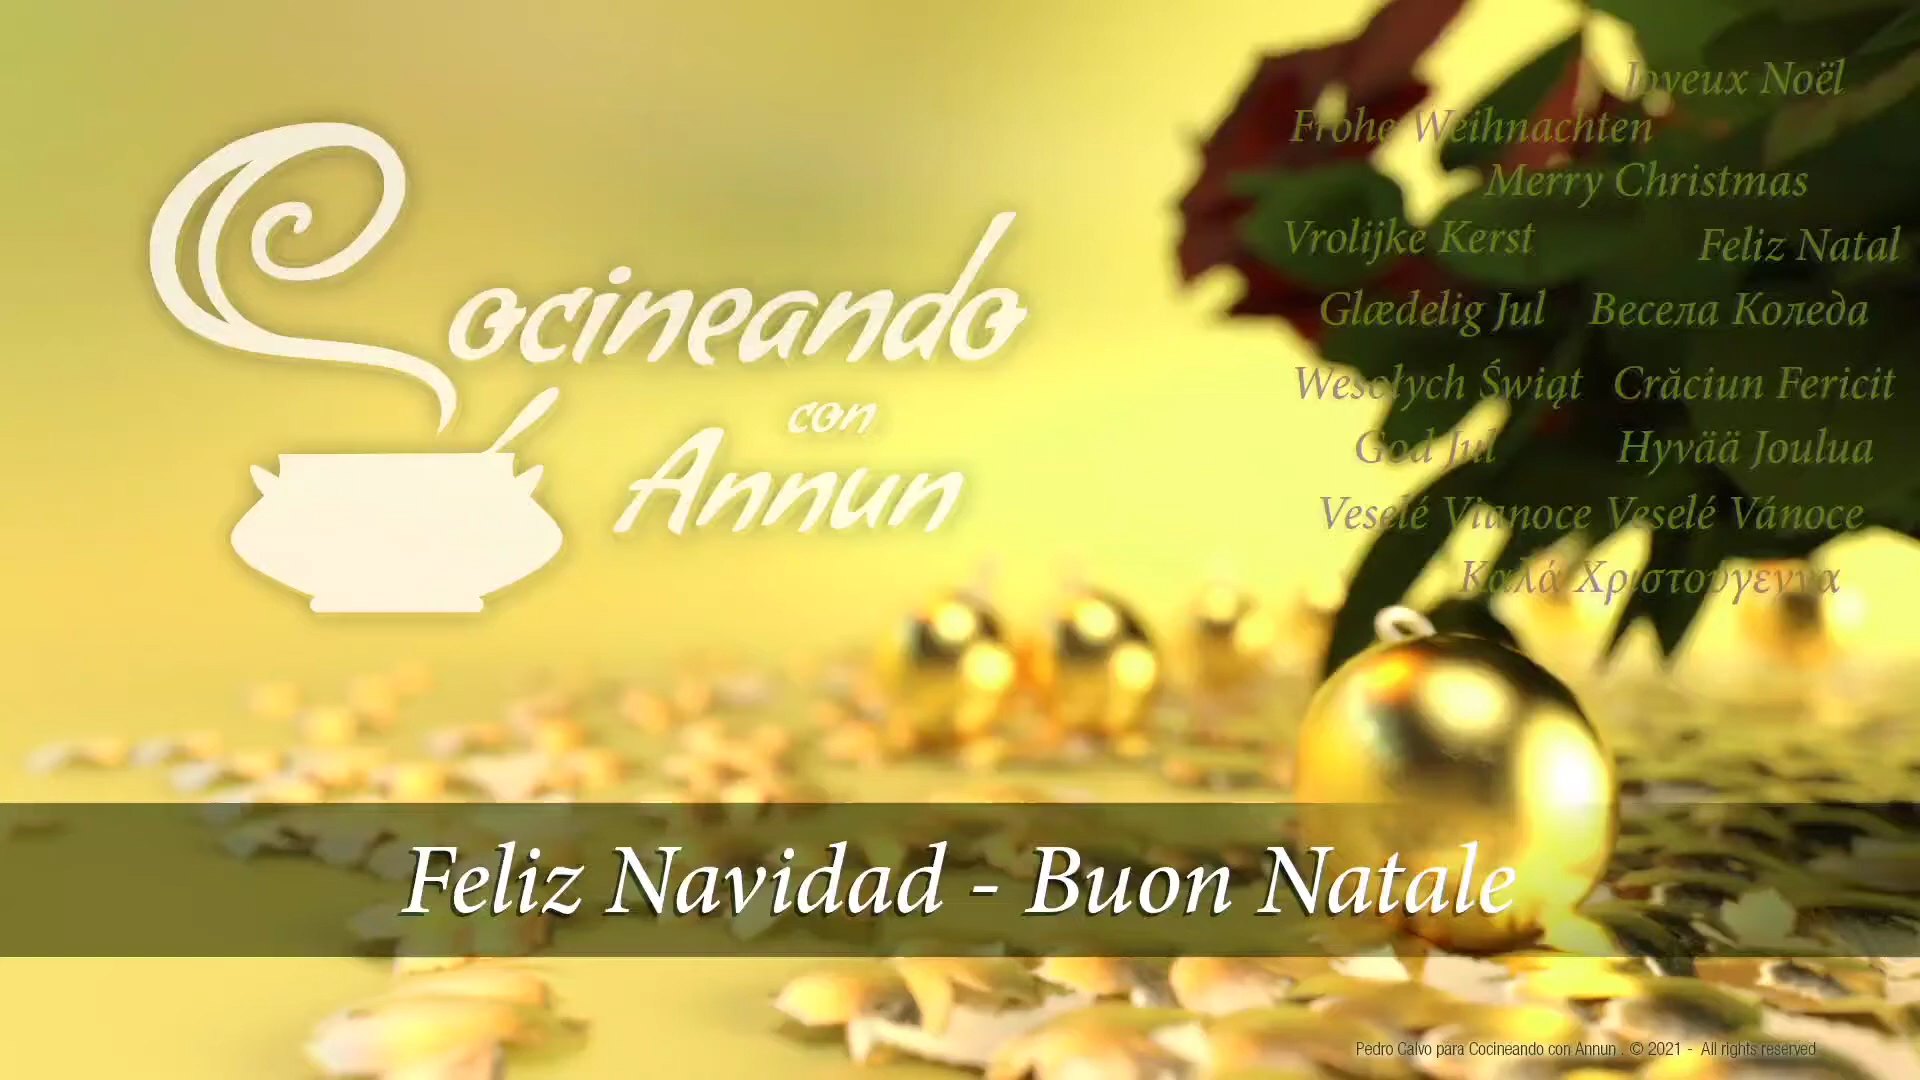 Cocineando
con
Annun
Joyeux Noël
Frohe Weihnachten
Merry Christmas
Vrolijke Kerst Feliz Natal
Glædelig Jul Весела Коледа
Wesołych Świąt Crăciun Fericit
God Jul Hyvää Joulua
Veselé Vianoce Veselé Vánoce
Καλά Χριστούγεννα
Feliz Navidad - Buon Natale
Pedro Calvo para Cocineando con Annun . © 2021 - All rights reserved